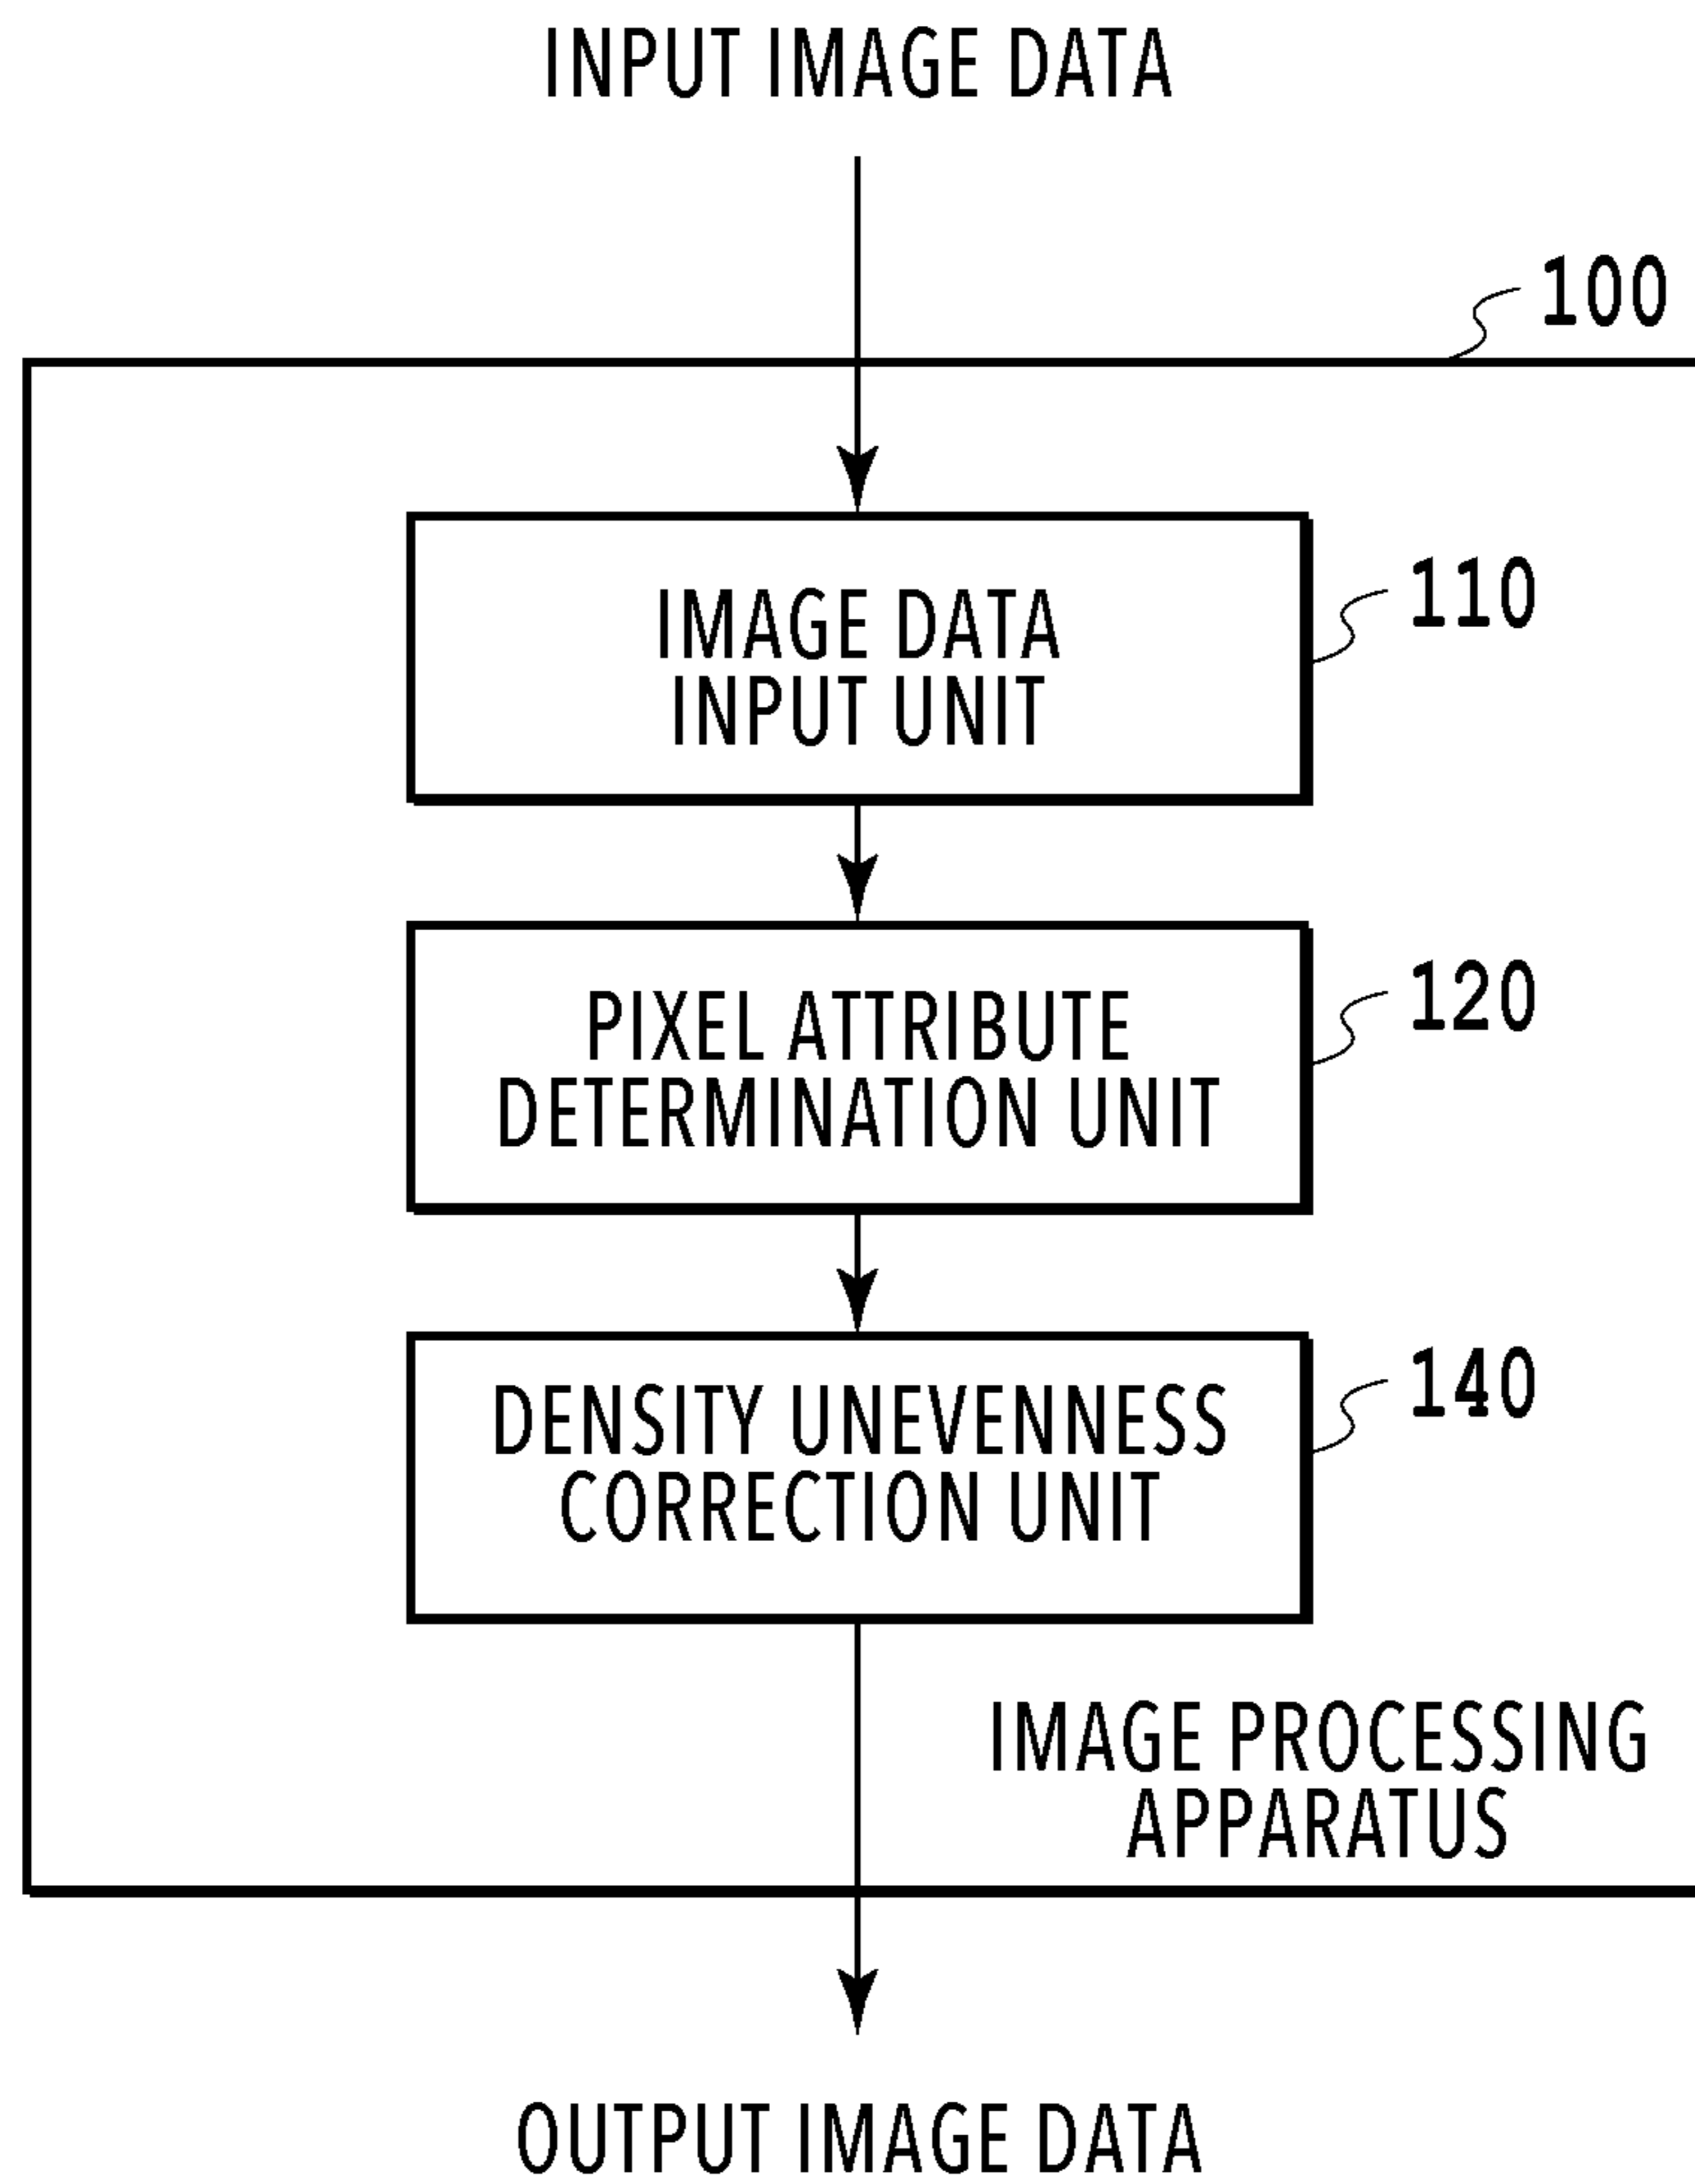 INPUT IMAGE DATA
100
IMAGE DATA
INPUT UNIT
110
PIXEL ATTRIBUTE
DETERMINATION UNIT
120
DENSITY UNEVENNESS
CORRECTION UNIT
140
IMAGE PROCESSING
APPARATUS
OUTPUT IMAGE DATA